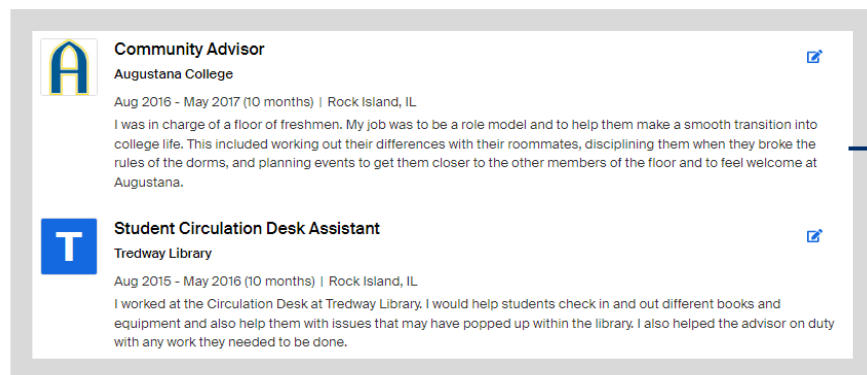 Community Advisor
Augustana College
Aug 2016 - May 2017 (10 months) | Rock Island, IL
I was in charge of a floor of freshmen. My job was to be a role model and to help them make a smooth transition into
college life. This included working out their differences with their roommates, disciplining them when they broke the
rules of the dorms, and planning events to get them closer to the other members of the floor and to feel welcome at
Augustana.
T
Student Circulation Desk Assistant
Tredway Library
Aug 2015 - May 2016 (10 months) | Rock Island, IL
I worked at the Circulation Desk at Tredway Library. I would help students check in and out different books and
equipment and also help them with issues that may have popped up within the library. I also helped the advisor on duty
with any work they needed to be done.